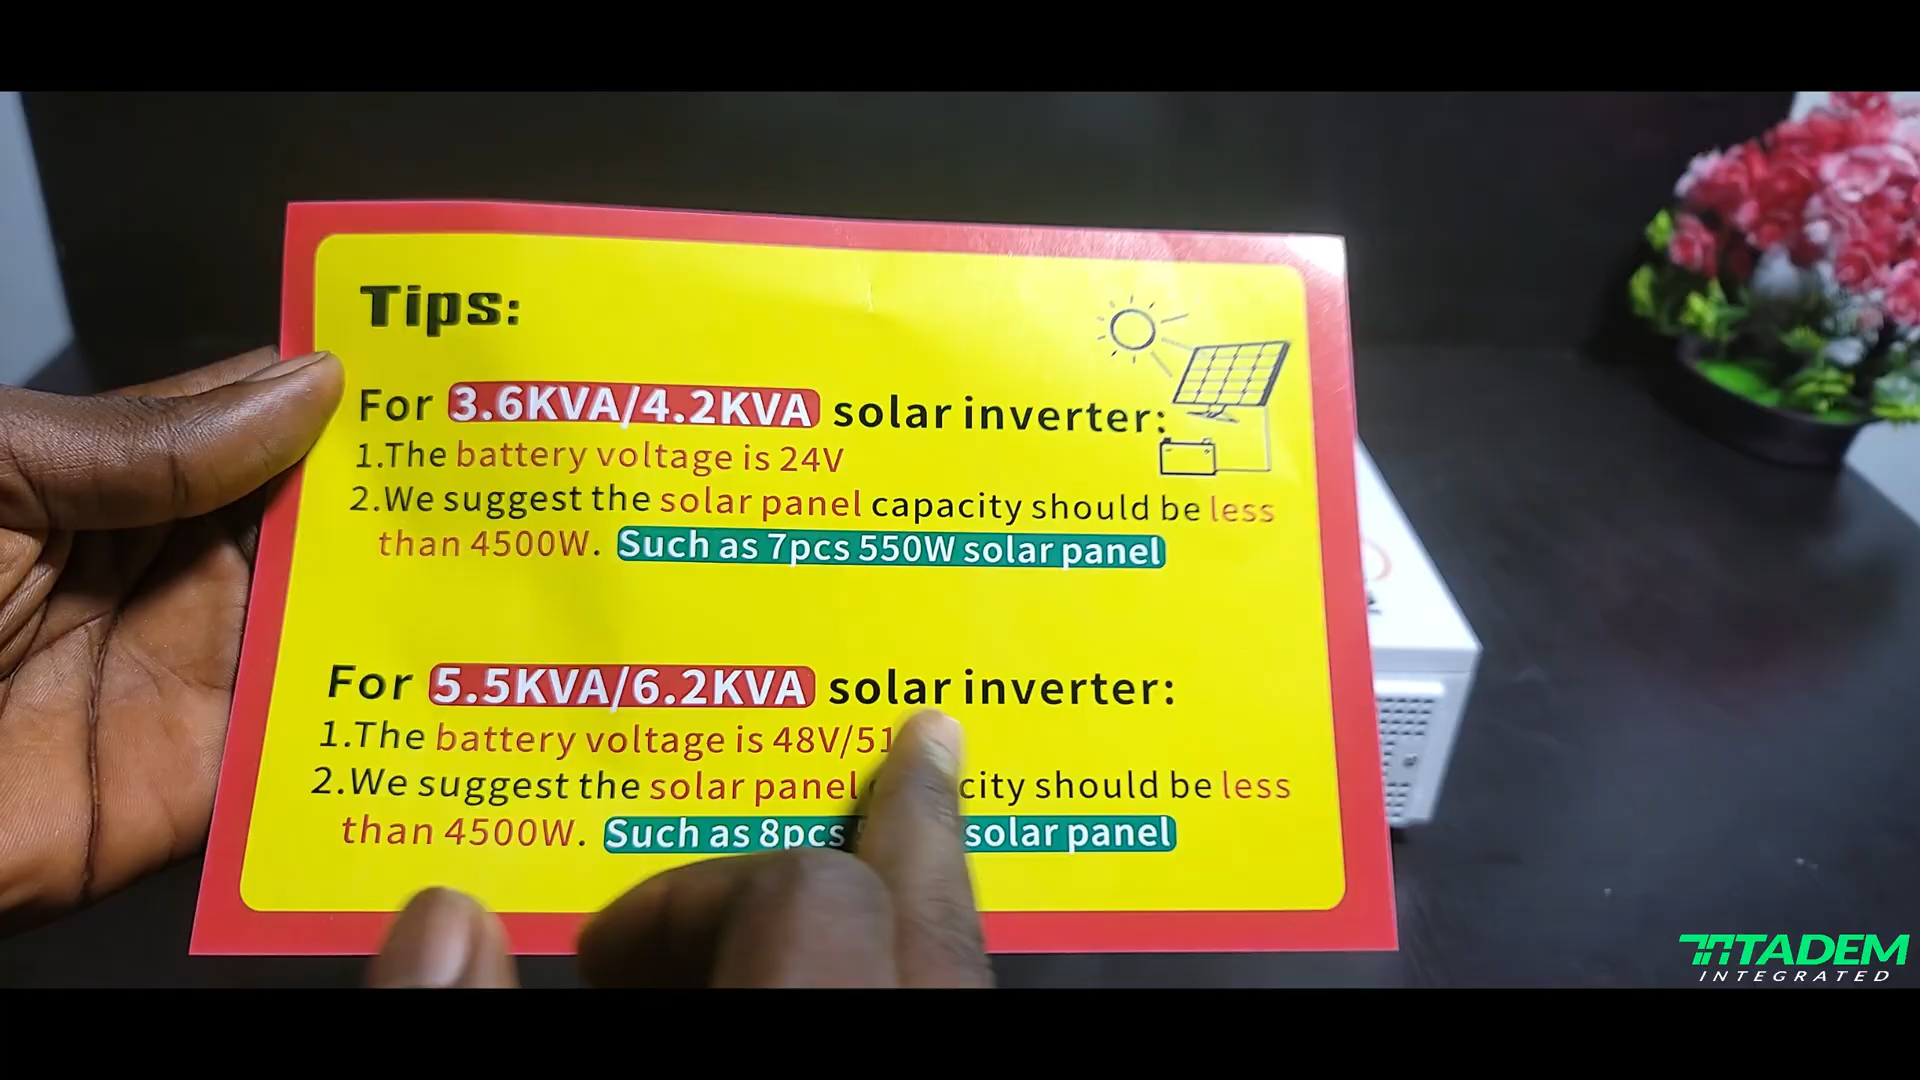 Tips:
For 3.6KVA/4.2KVA solar inverter:
1.The battery voltage is 24V
2.We suggest the solar panel capacity should be less
than 4500W. Such as 7pcs 550W solar panel
For 5.5KVA/6.2KVA solar inverter:
1.The battery voltage is 48V/51
2.We suggest the solar panel should be less
than 4500W. Such as 8pcs solar panel
TADEM
INTEGRATED